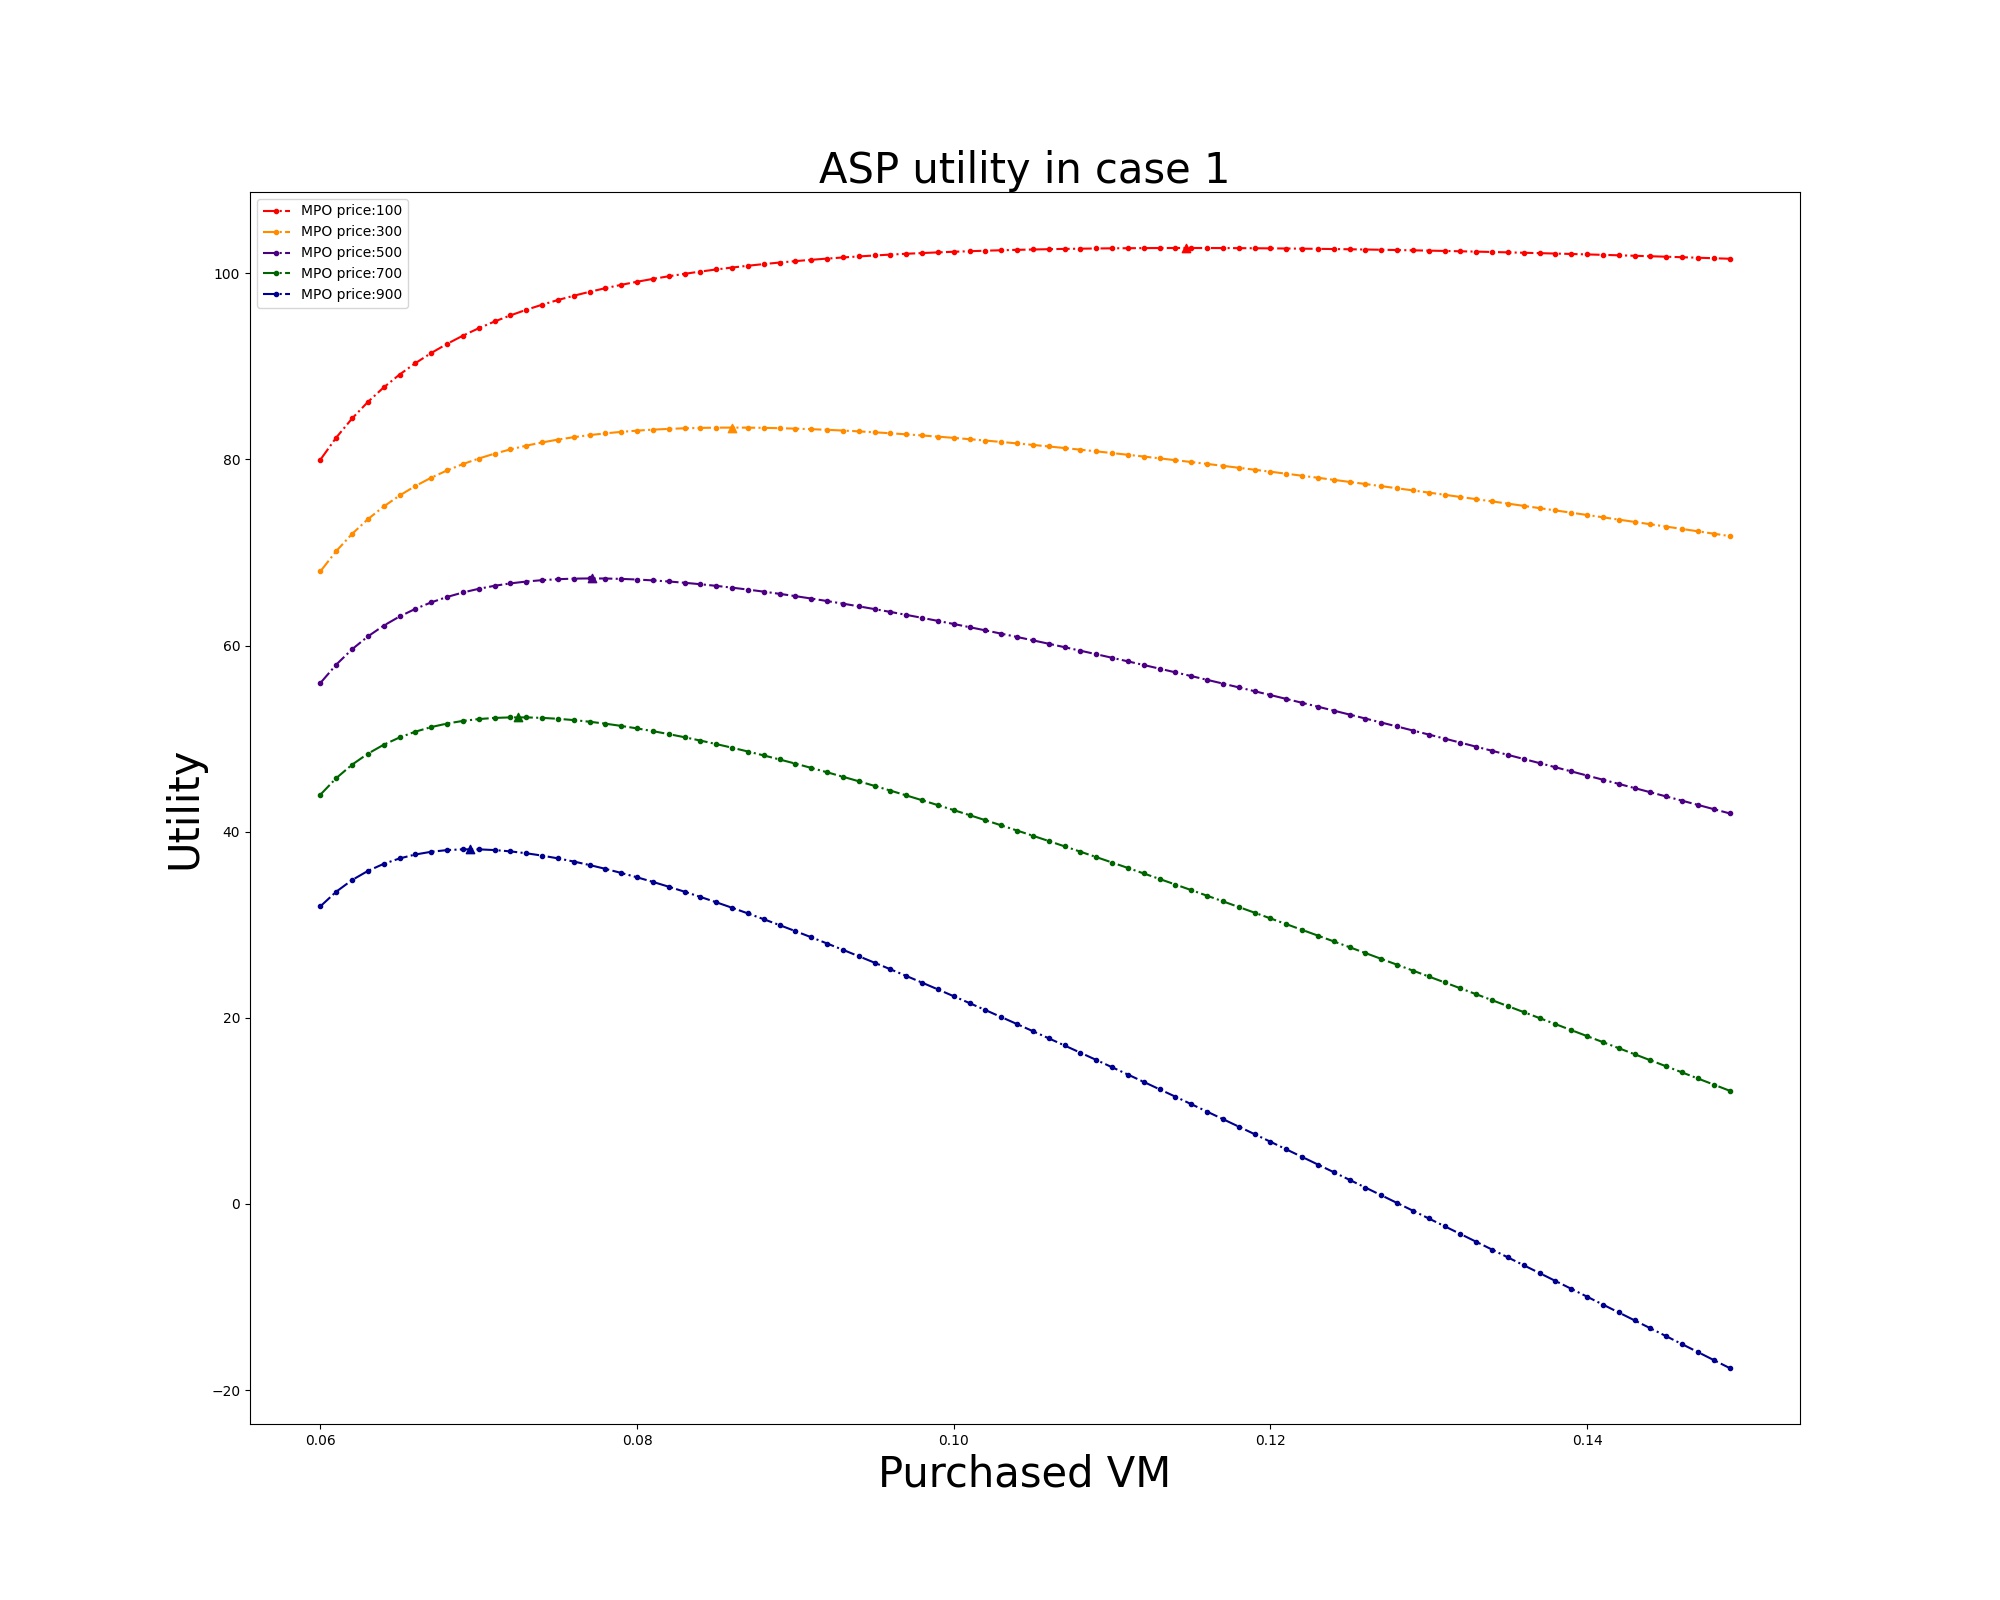 ASP utility in case 1
MPO price:100
MPO price:300
MPO price:500
MPO price:700
MPO price:900
100
80
60
40
20
0
−20
Utility
0.06 0.08 0.10 0.12 0.14
Purchased VM